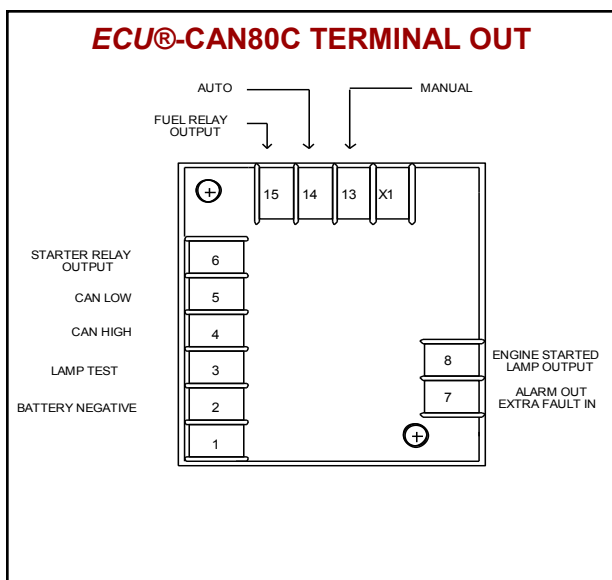 ECU®-CAN80C TERMINAL OUT
AUTO
MANUAL
FUEL RELAY
OUTPUT
15
14
13
X1
STARTER RELAY
OUTPUT
6
CAN LOW
5
CAN HIGH
4
LAMP TEST
3
BATTERY NEGATIVE
2
1
8
ENGINE STARTED
LAMP OUTPUT
7
ALARM OUT
EXTRA FAULT IN